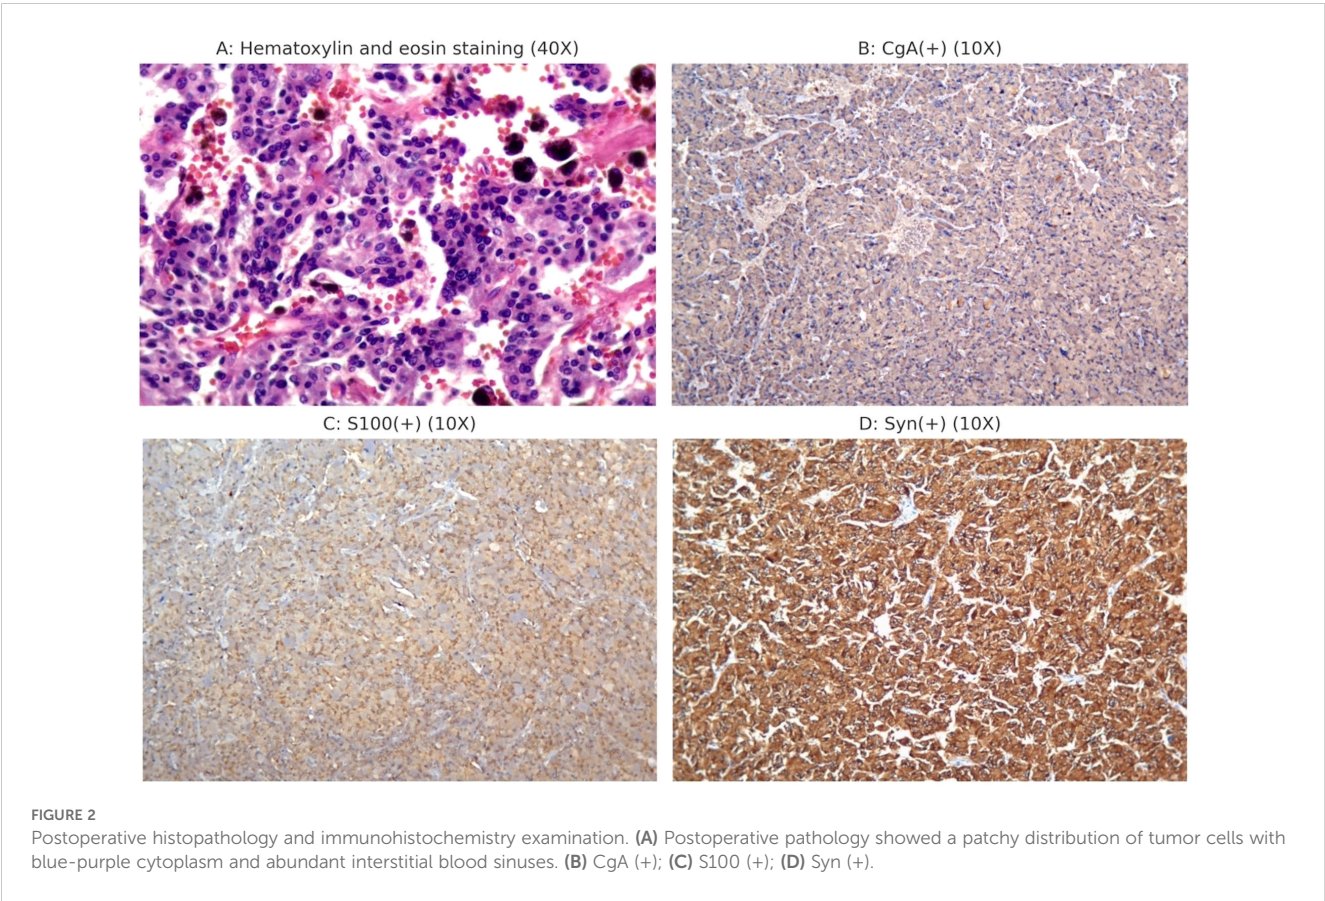 A: Hematoxylin and eosin staining (40X)
B: CgA(+) (10X)
C: S100(+) (10X)
D: Syn(+) (10X)
FIGURE 2
Postoperative histopathology and immunohistochemistry examination. (A) Postoperative pathology showed a patchy distribution of tumor cells with
blue-purple cytoplasm and abundant interstitial blood sinuses. (B) CgA (+); (C) S100 (+); (D) Syn (+).